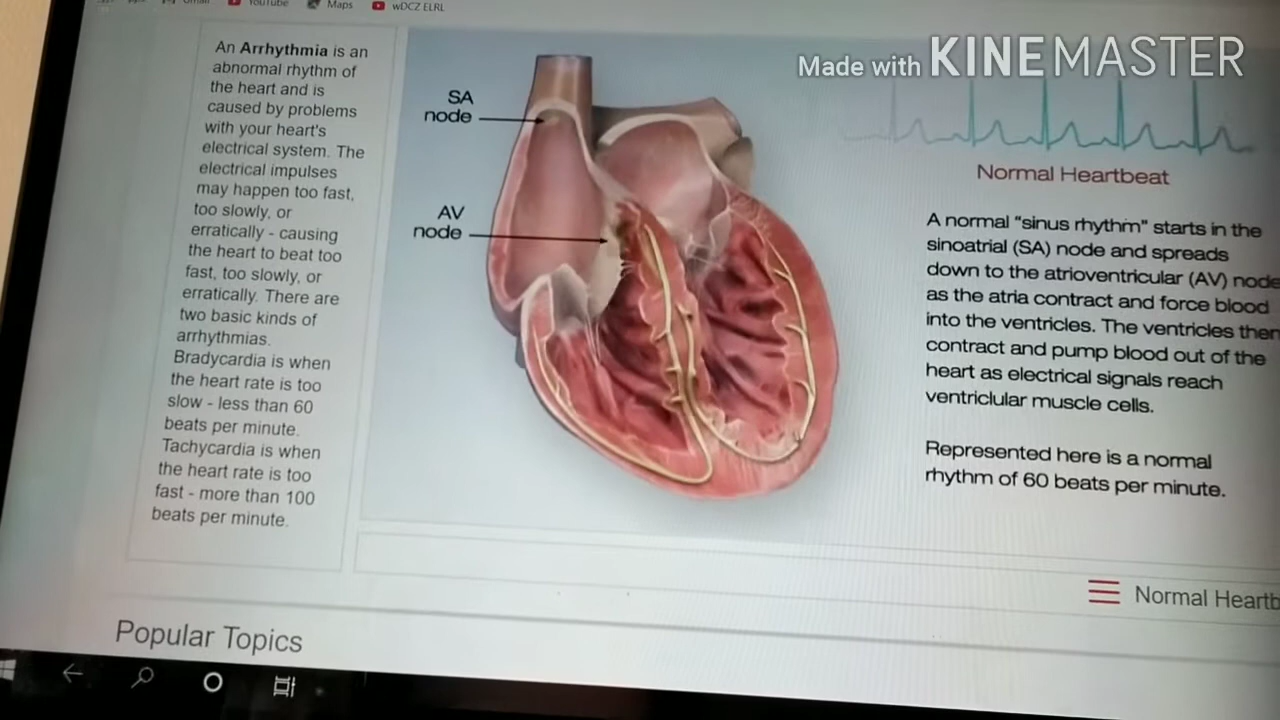 YouTube
Maps
wDCZ ELRL
Made with KINEMASTER
An Arrhythmia is an
abnormal rhythm of
the heart and is
caused by problems
with your heart's
electrical system. The
electrical impulses
may happen too fast,
too slowly, or
erratically - causing
the heart to beat too
fast, too slowly, or
erratically. There are
two basic kinds of
arrhythmias.
Bradycardia is when
the heart rate is too
slow - less than 60
beats per minute.
Tachycardia is when
the heart rate is too
fast - more than 100
beats per minute.
SA
node
AV
node
Normal Heartbeat
A normal "sinus rhythm" starts in the
sinoatrial (SA) node and spreads
down to the atrioventricular (AV) node
as the atria contract and force blood
into the ventricles. The ventricles then
contract and pump blood out of the
heart as electrical signals reach
ventriclular muscle cells.
Represented here is a normal
rhythm of 60 beats per minute.
Normal Heartb
Popular Topics